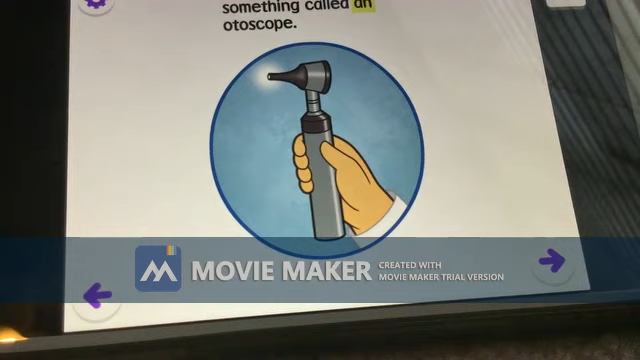 something called an
otoscope.
MOVIE MAKER
CREATED WITH
MOVIE MAKER TRIAL VERSION